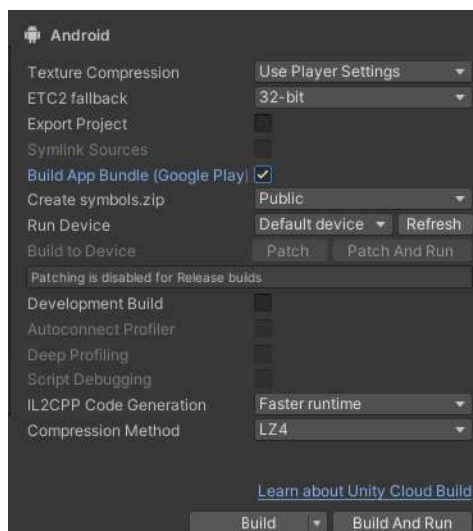 Android
Texture Compression Use Player Settings
ETC2 fallback 32-bit
Export Project
Symlink Sources
Build App Bundle (Google Play)
Create symbols.zip Public
Run Device Default device Refresh
Build to Device Patch Patch And Run
Patching is disabled for Release builds
Development Build
Autoconnect Profiler
Deep Profiling
Script Debugging
IL2CPP Code Generation Faster runtime
Compression Method LZ4
Learn about Unity Cloud Build
Build Build And Run